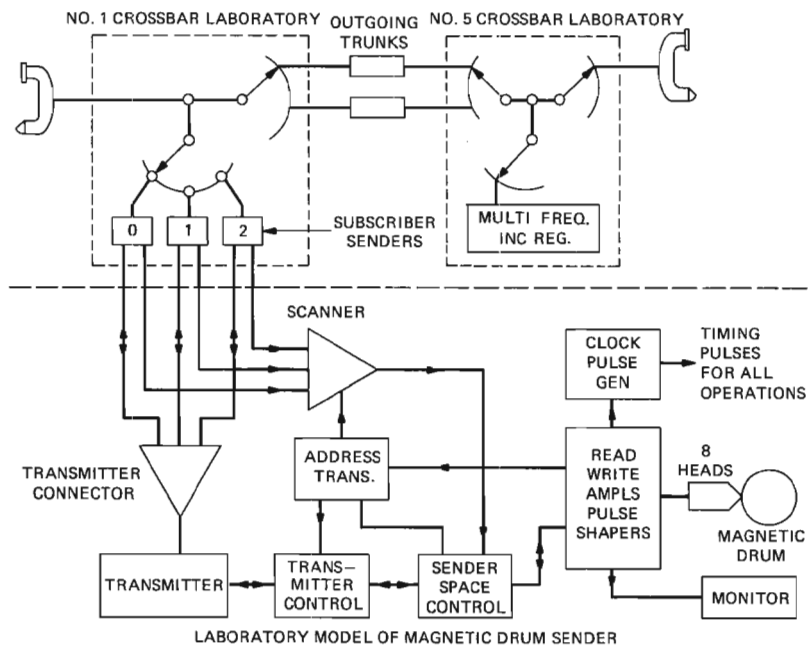 NO. 1 CROSSBAR LABORATORY
OUTGOING
TRUNKS
NO. 5 CROSSBAR LABORATORY
0
1
2
SUBSCRIBER
SENDERS
MULTI FREQ.
INC REG.
SCANNER
CLOCK
PULSE
GEN
TIMING
PULSES
FOR ALL
OPERATIONS
TRANSMITTER
CONNECTOR
ADDRESS
TRANS.
READ
WRITE
AMPLS
PULSE
SHAPERS
8
HEADS
MAGNETIC
DRUM
TRANSMITTER
TRANS–
MITTER
CONTROL
SENDER
SPACE
CONTROL
MONITOR
LABORATORY MODEL OF MAGNETIC DRUM SENDER